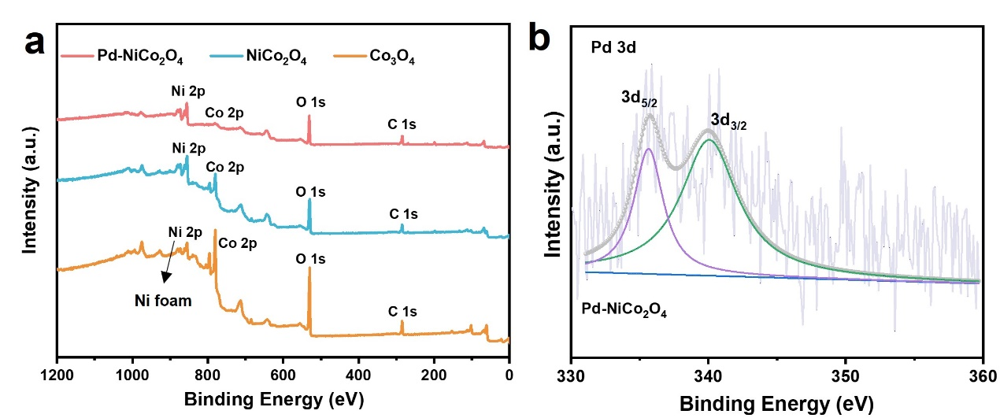 a
Pd-NiCo₂O₄ NiCo₂O₄ Co₃O₄
Ni 2p
Co 2p
O 1s
C 1s
Ni 2p
Co 2p
O 1s
C 1s
Ni 2p
Co 2p
O 1s
Ni foam
C 1s
Intensity (a.u.)
1200 1000 800 600 400 200 0
Binding Energy (eV)
b
Pd 3d
3d₅/₂
3d₃/₂
Pd-NiCo₂O₄
Intensity (a.u.)
330 340 350 360
Binding Energy (eV)